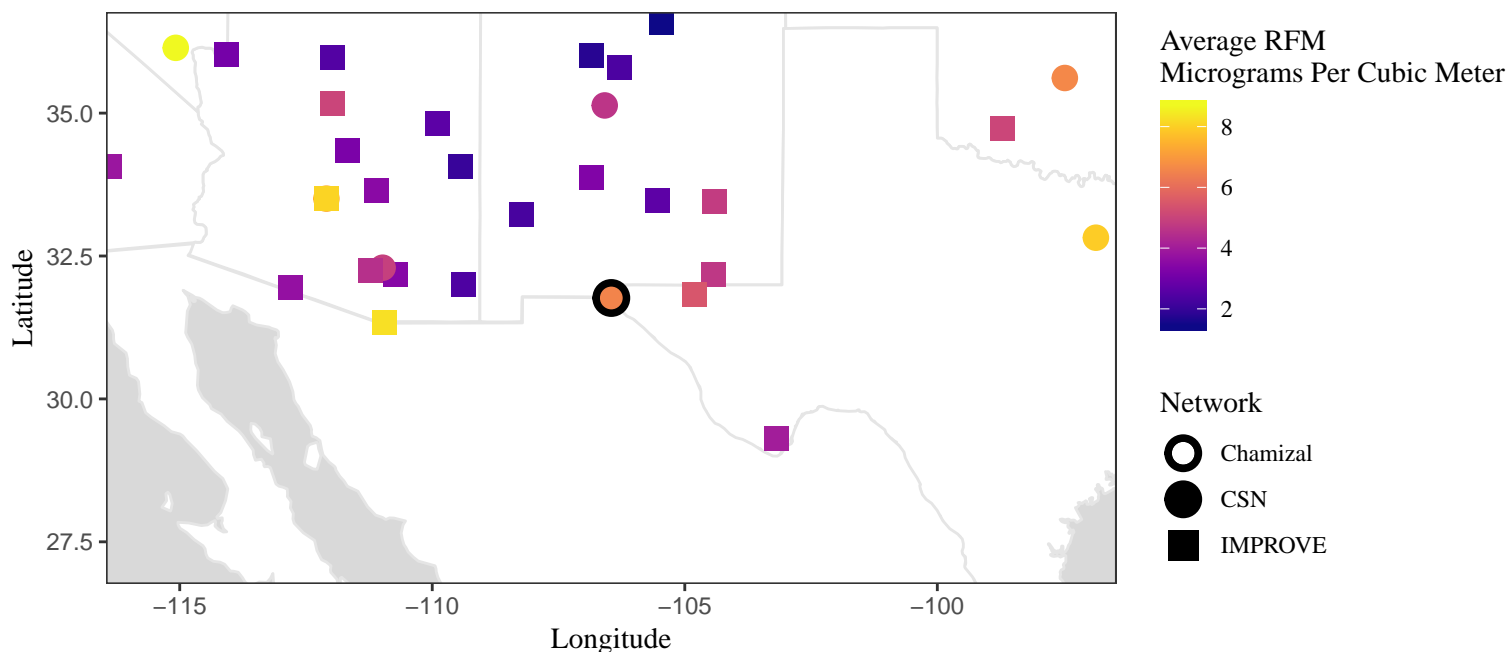 Average RFM
Micrograms Per Cubic Meter
8
6
4
2
Network
Chamizal
CSN
IMPROVE
Latitude
35.0
32.5
30.0
27.5
−115
−110
−105
−100
Longitude